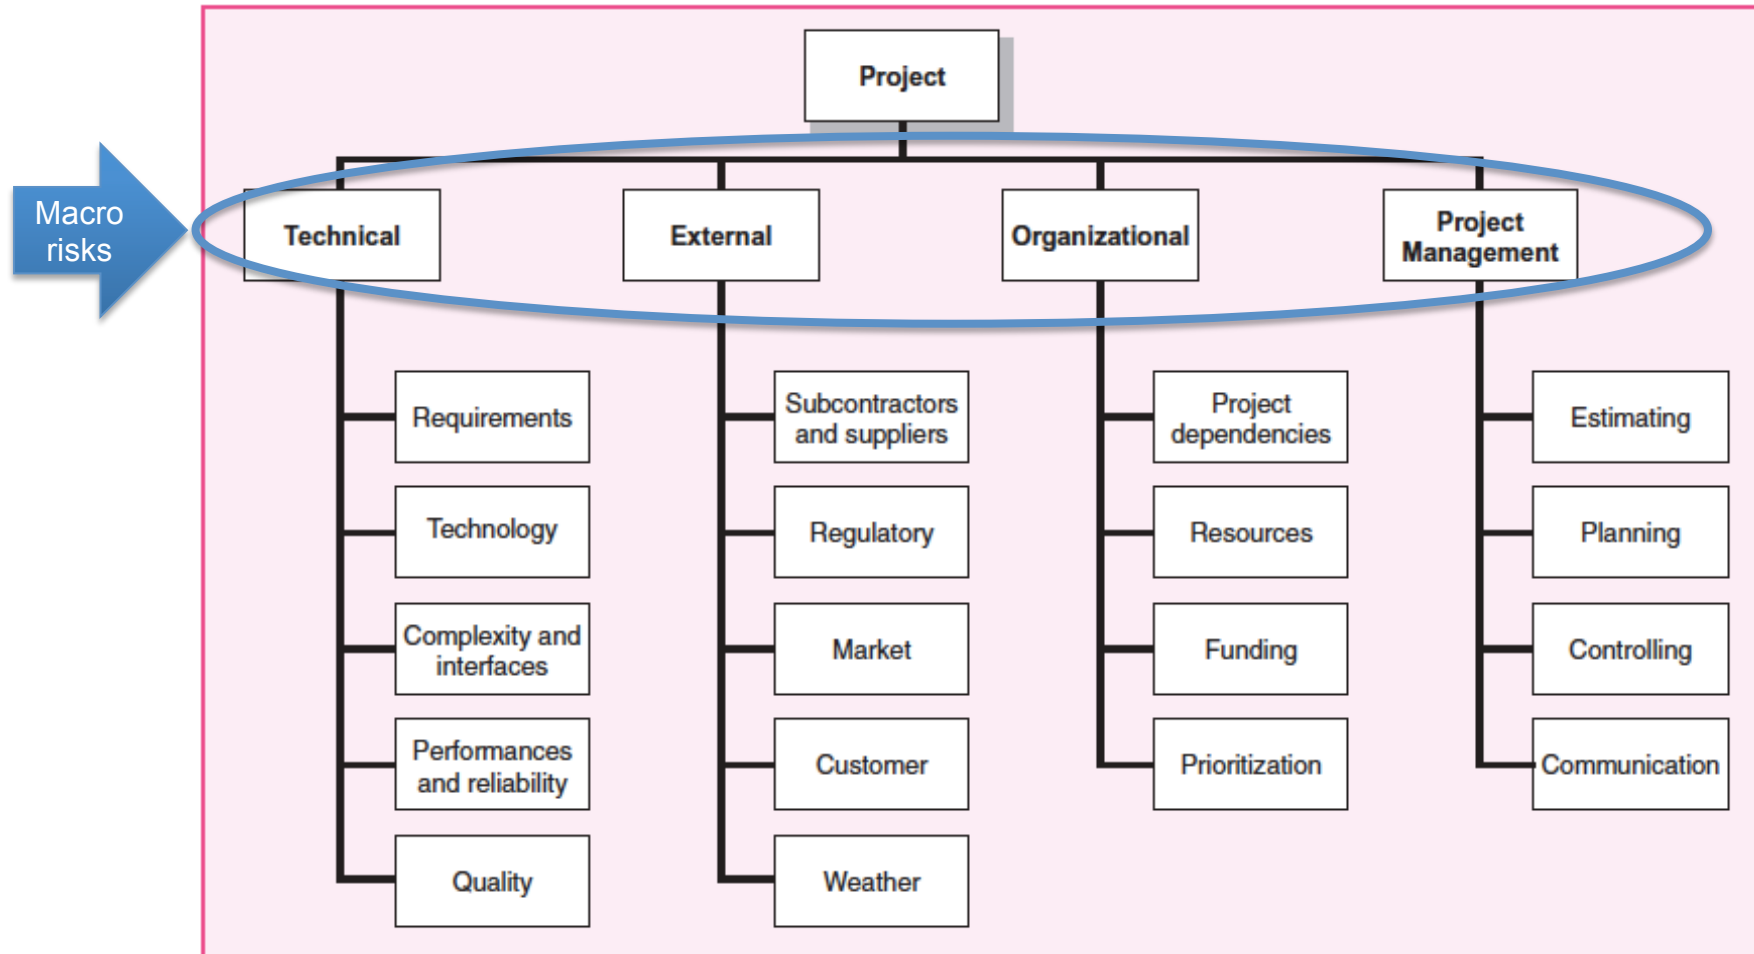 Project
Macro
risks
Technical
External
Organizational
Project
Management
Requirements
Technology
Complexity and
interfaces
Performances
and reliability
Quality
Subcontractors
and suppliers
Regulatory
Market
Customer
Weather
Project
dependencies
Resources
Funding
Prioritization
Estimating
Planning
Controlling
Communication